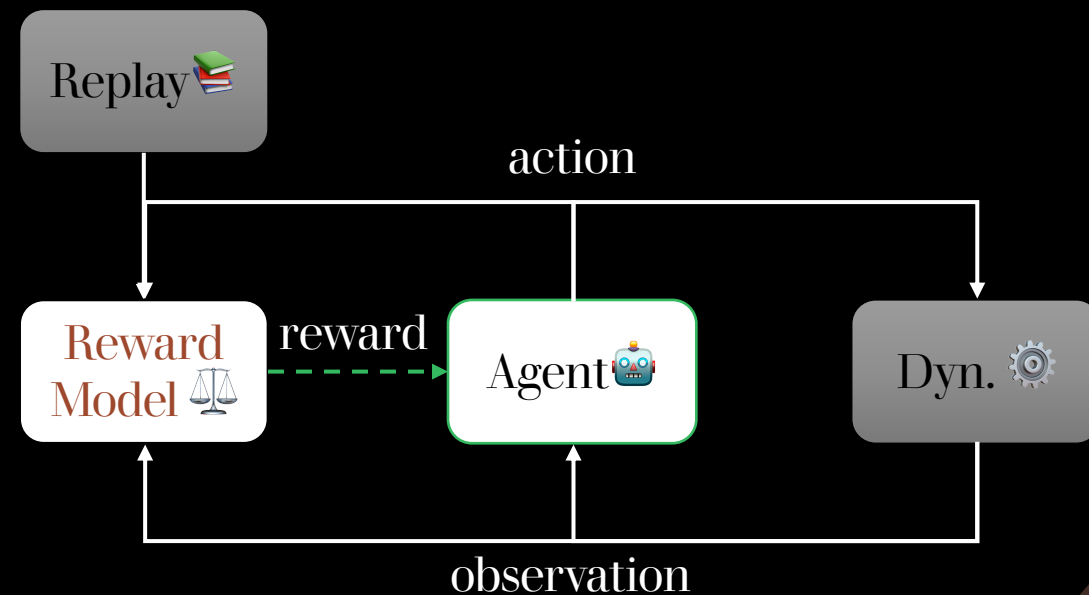 Replay📚
action
Reward
Model ⚖️
reward
Agent🤖
Dyn. ⚙️
observation